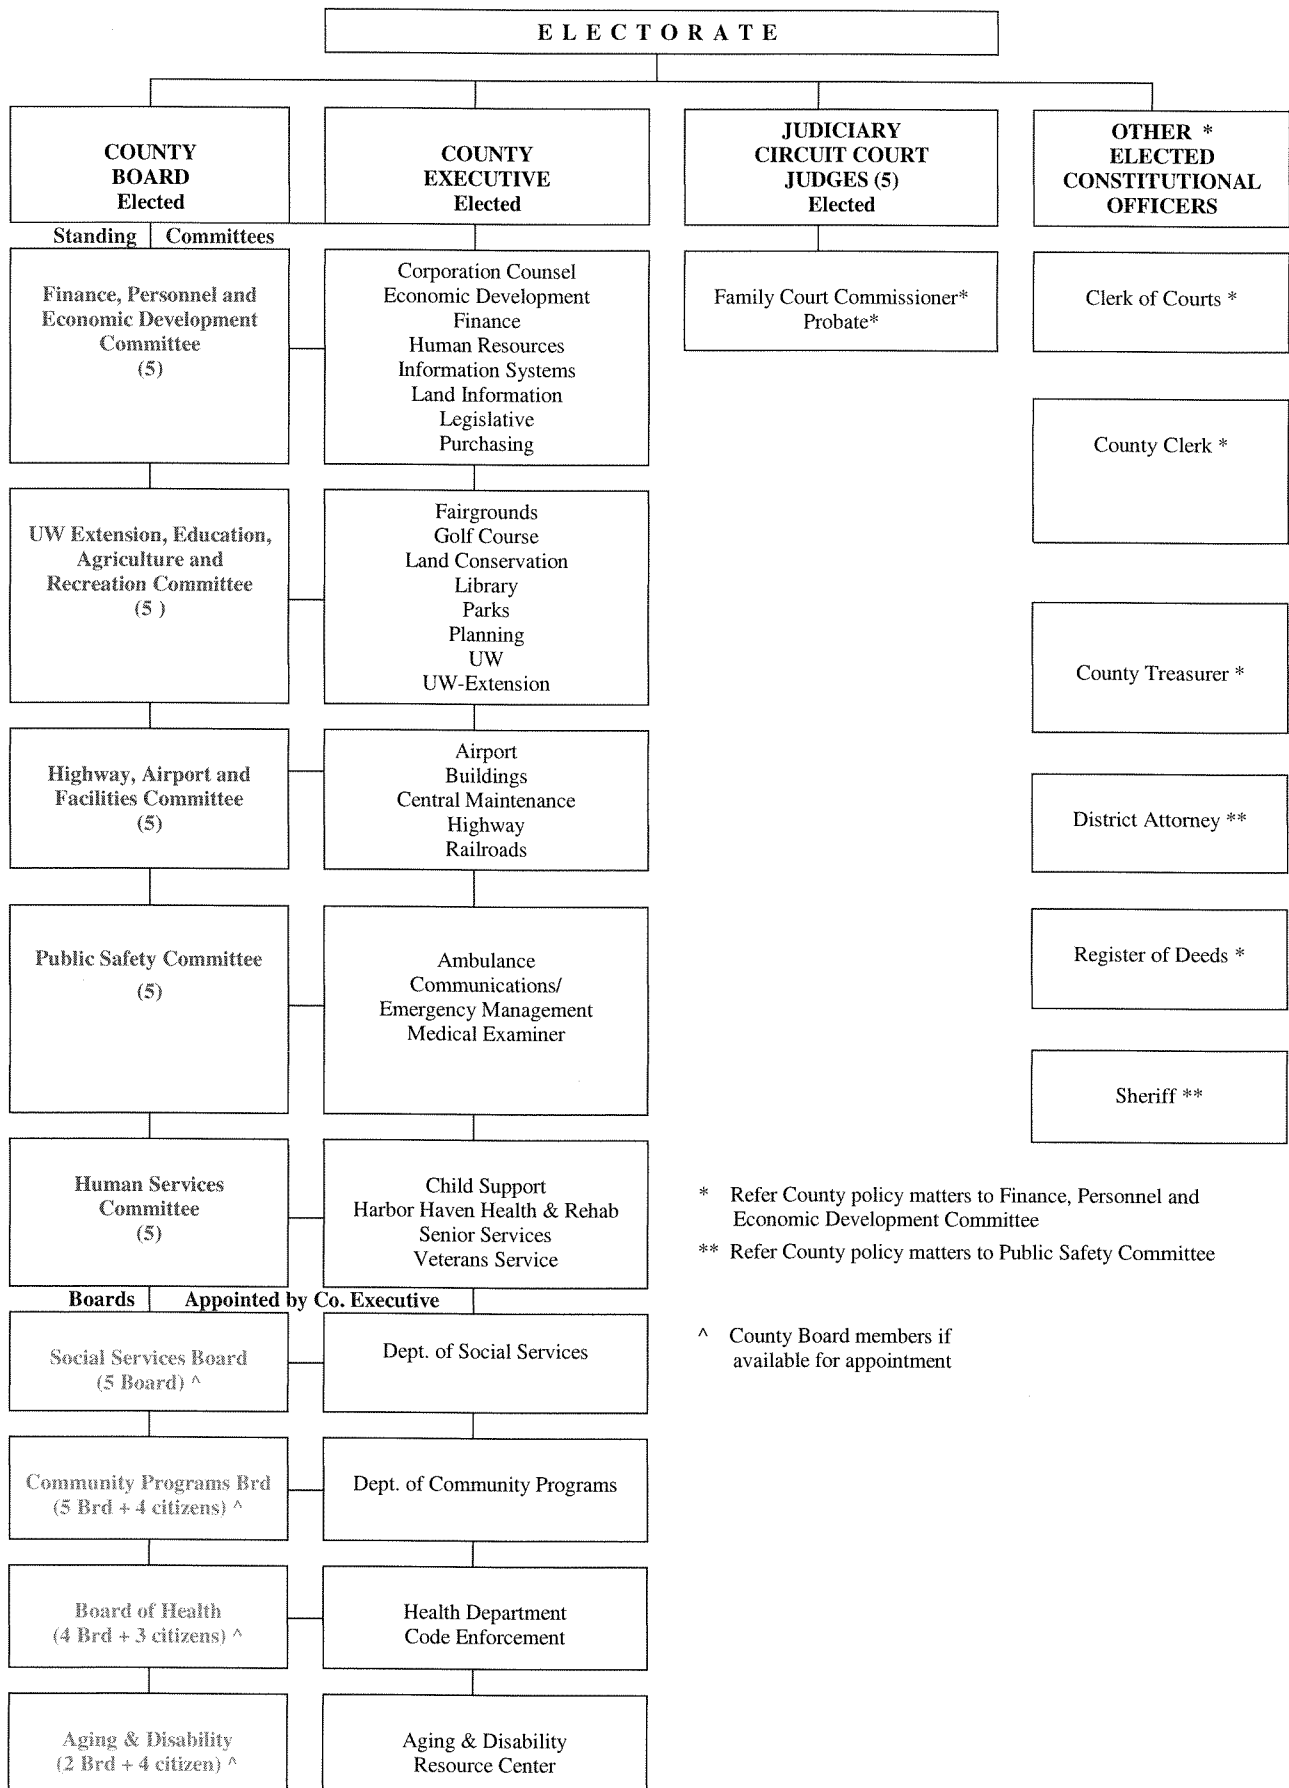 E L E C T O R A T E
COUNTY
BOARD
Elected
COUNTY
EXECUTIVE
Elected
JUDICIARY
CIRCUIT COURT
JUDGES (5)
Elected
OTHER *
ELECTED
CONSTITUTIONAL
OFFICERS
Standing Committees
Finance, Personnel and
Economic Development
Committee
(5)
Corporation Counsel
Economic Development
Finance
Human Resources
Information Systems
Land Information
Legislative
Purchasing
Family Court Commissioner*
Probate*
Clerk of Courts *
County Clerk *
UW Extension, Education,
Agriculture and
Recreation Committee
(5 )
Fairgrounds
Golf Course
Land Conservation
Library
Parks
Planning
UW
UW-Extension
County Treasurer *
Highway, Airport and
Facilities Committee
(5)
Airport
Buildings
Central Maintenance
Highway
Railroads
District Attorney **
Public Safety Committee
(5)
Ambulance
Communications/
Emergency Management
Medical Examiner
Register of Deeds *
Sheriff **
Human Services
Committee
(5)
Child Support
Harbor Haven Health & Rehab
Senior Services
Veterans Service
* Refer County policy matters to Finance, Personnel and
Economic Development Committee
** Refer County policy matters to Public Safety Committee
Boards Appointed by Co. Executive
Social Services Board
(5 Board) ^
Dept. of Social Services
^ County Board members if
available for appointment
Community Programs Brd
(5 Brd + 4 citizens) ^
Dept. of Community Programs
Board of Health
(4 Brd + 3 citizens) ^
Health Department
Code Enforcement
Aging & Disability
(2 Brd + 4 citizen) ^
Aging & Disability
Resource Center